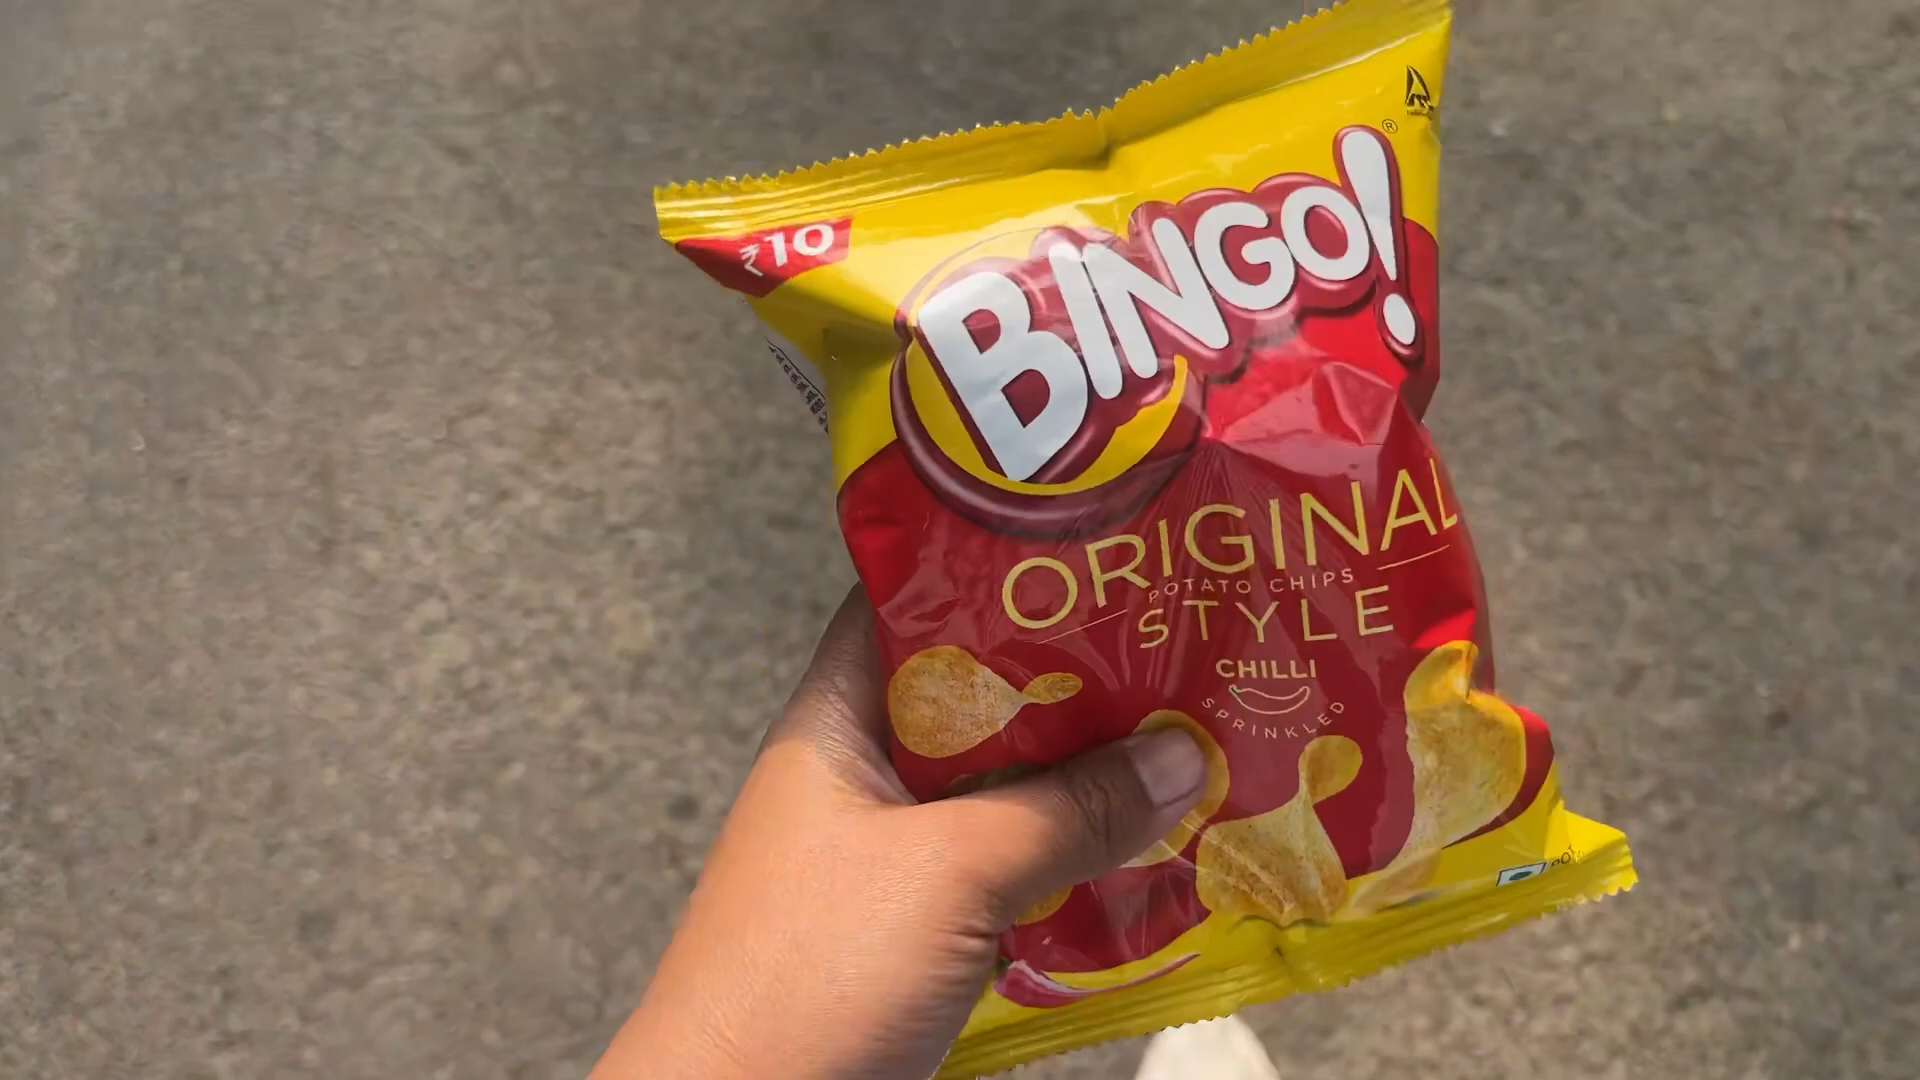 ₹10
BINGO!
®
ORIGINAL
POTATO CHIPS
STYLE
CHILLI
SPRINKLED